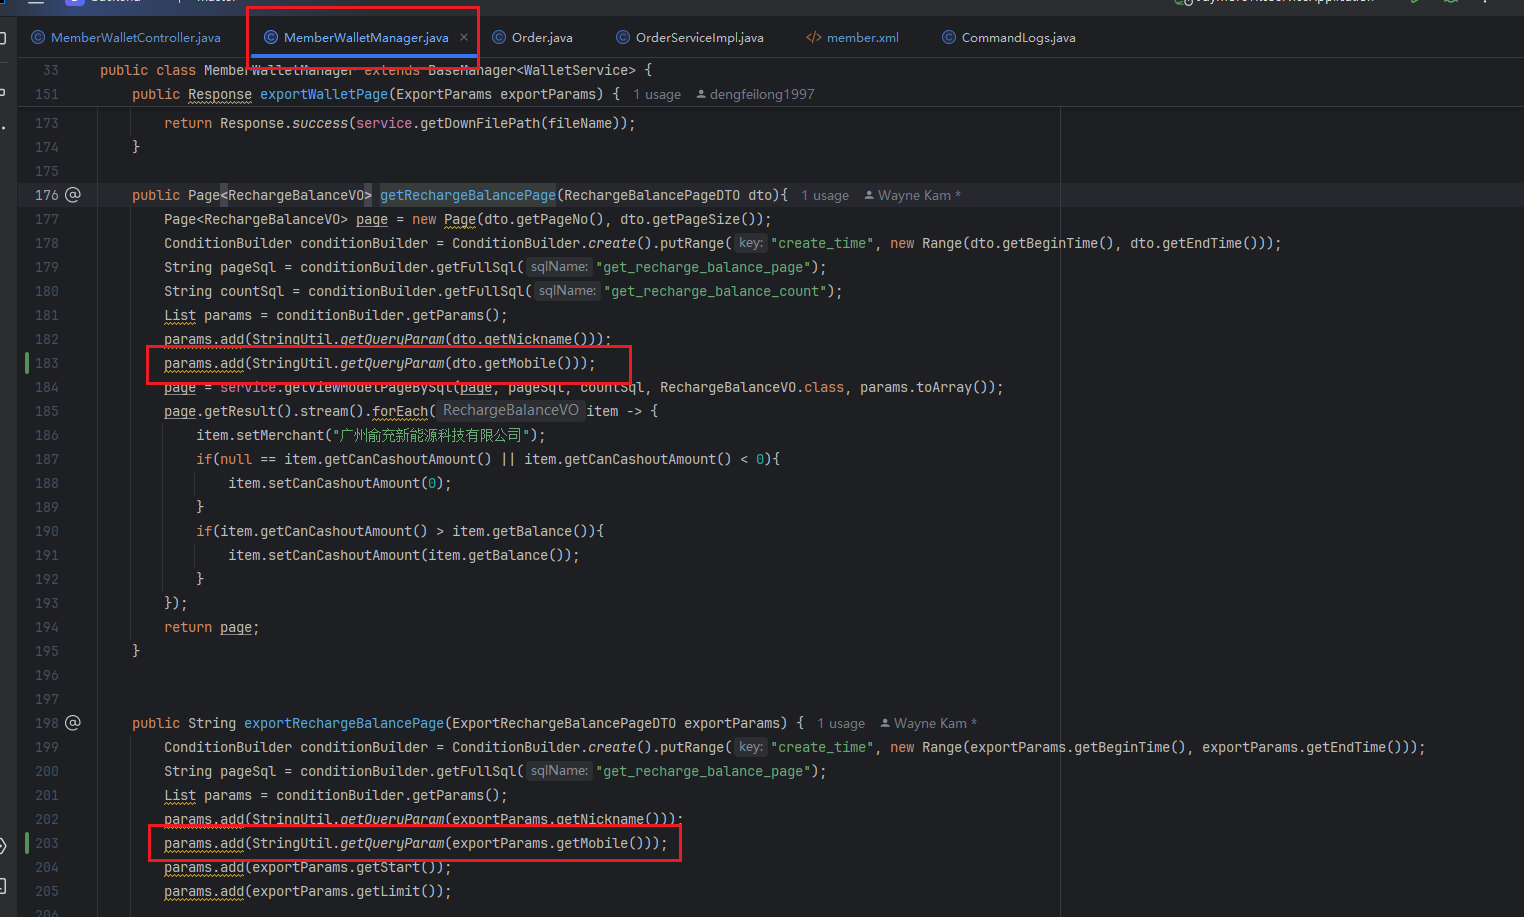 MemberWalletController.java MemberWalletManager.java × Order.java OrderServiceImpl.java </> member.xml CommandLogs.java
33 public class MemberWalletManager extends BaseManager<WalletService> {
151 public Response exportWalletPage(ExportParams exportParams) { 1 usage dengfeilong1997
173 return Response.success(service.getDownFilePath(fileName));
174 }
175
176 @ public Page<RechargeBalanceVO> getRechargeBalancePage(RechargeBalancePageDTO dto){ 1 usage Wayne Kam *
177 Page<RechargeBalanceVO> page = new Page(dto.getPageNo(), dto.getPageSize());
178 ConditionBuilder conditionBuilder = ConditionBuilder.create().putRange( key: "create_time", new Range(dto.getBeginTime(), dto.getEndTime()));
179 String pageSql = conditionBuilder.getFullSql( sqlName: "get_recharge_balance_page");
180 String countSql = conditionBuilder.getFullSql( sqlName: "get_recharge_balance_count");
181 List params = conditionBuilder.getParams();
182 params.add(StringUtil.getQueryParam(dto.getNickname()));
183 params.add(StringUtil.getQueryParam(dto.getMobile()));
184 page = service.getViewModelPageBySql(page, pageSql, countSql, RechargeBalanceVO.class, params.toArray());
185 page.getResult().stream().forEach( RechargeBalanceVO item -> {
186 item.setMerchant("广州俞充新能源科技有限公司");
187 if(null == item.getCanCashoutAmount() || item.getCanCashoutAmount() < 0){
188 item.setCanCashoutAmount(0);
189 }
190 if(item.getCanCashoutAmount() > item.getBalance()){
191 item.setCanCashoutAmount(item.getBalance());
192 }
193 });
194 return page;
195 }
196
197
198 @ public String exportRechargeBalancePage(ExportRechargeBalancePageDTO exportParams) { 1 usage Wayne Kam *
199 ConditionBuilder conditionBuilder = ConditionBuilder.create().putRange( key: "create_time", new Range(exportParams.getBeginTime(), exportParams.getEndTime()));
200 String pageSql = conditionBuilder.getFullSql( sqlName: "get_recharge_balance_page");
201 List params = conditionBuilder.getParams();
202 params.add(StringUtil.getQueryParam(exportParams.getNickname()));
203 params.add(StringUtil.getQueryParam(exportParams.getMobile()));
204 params.add(exportParams.getStart());
205 params.add(exportParams.getLimit());
206